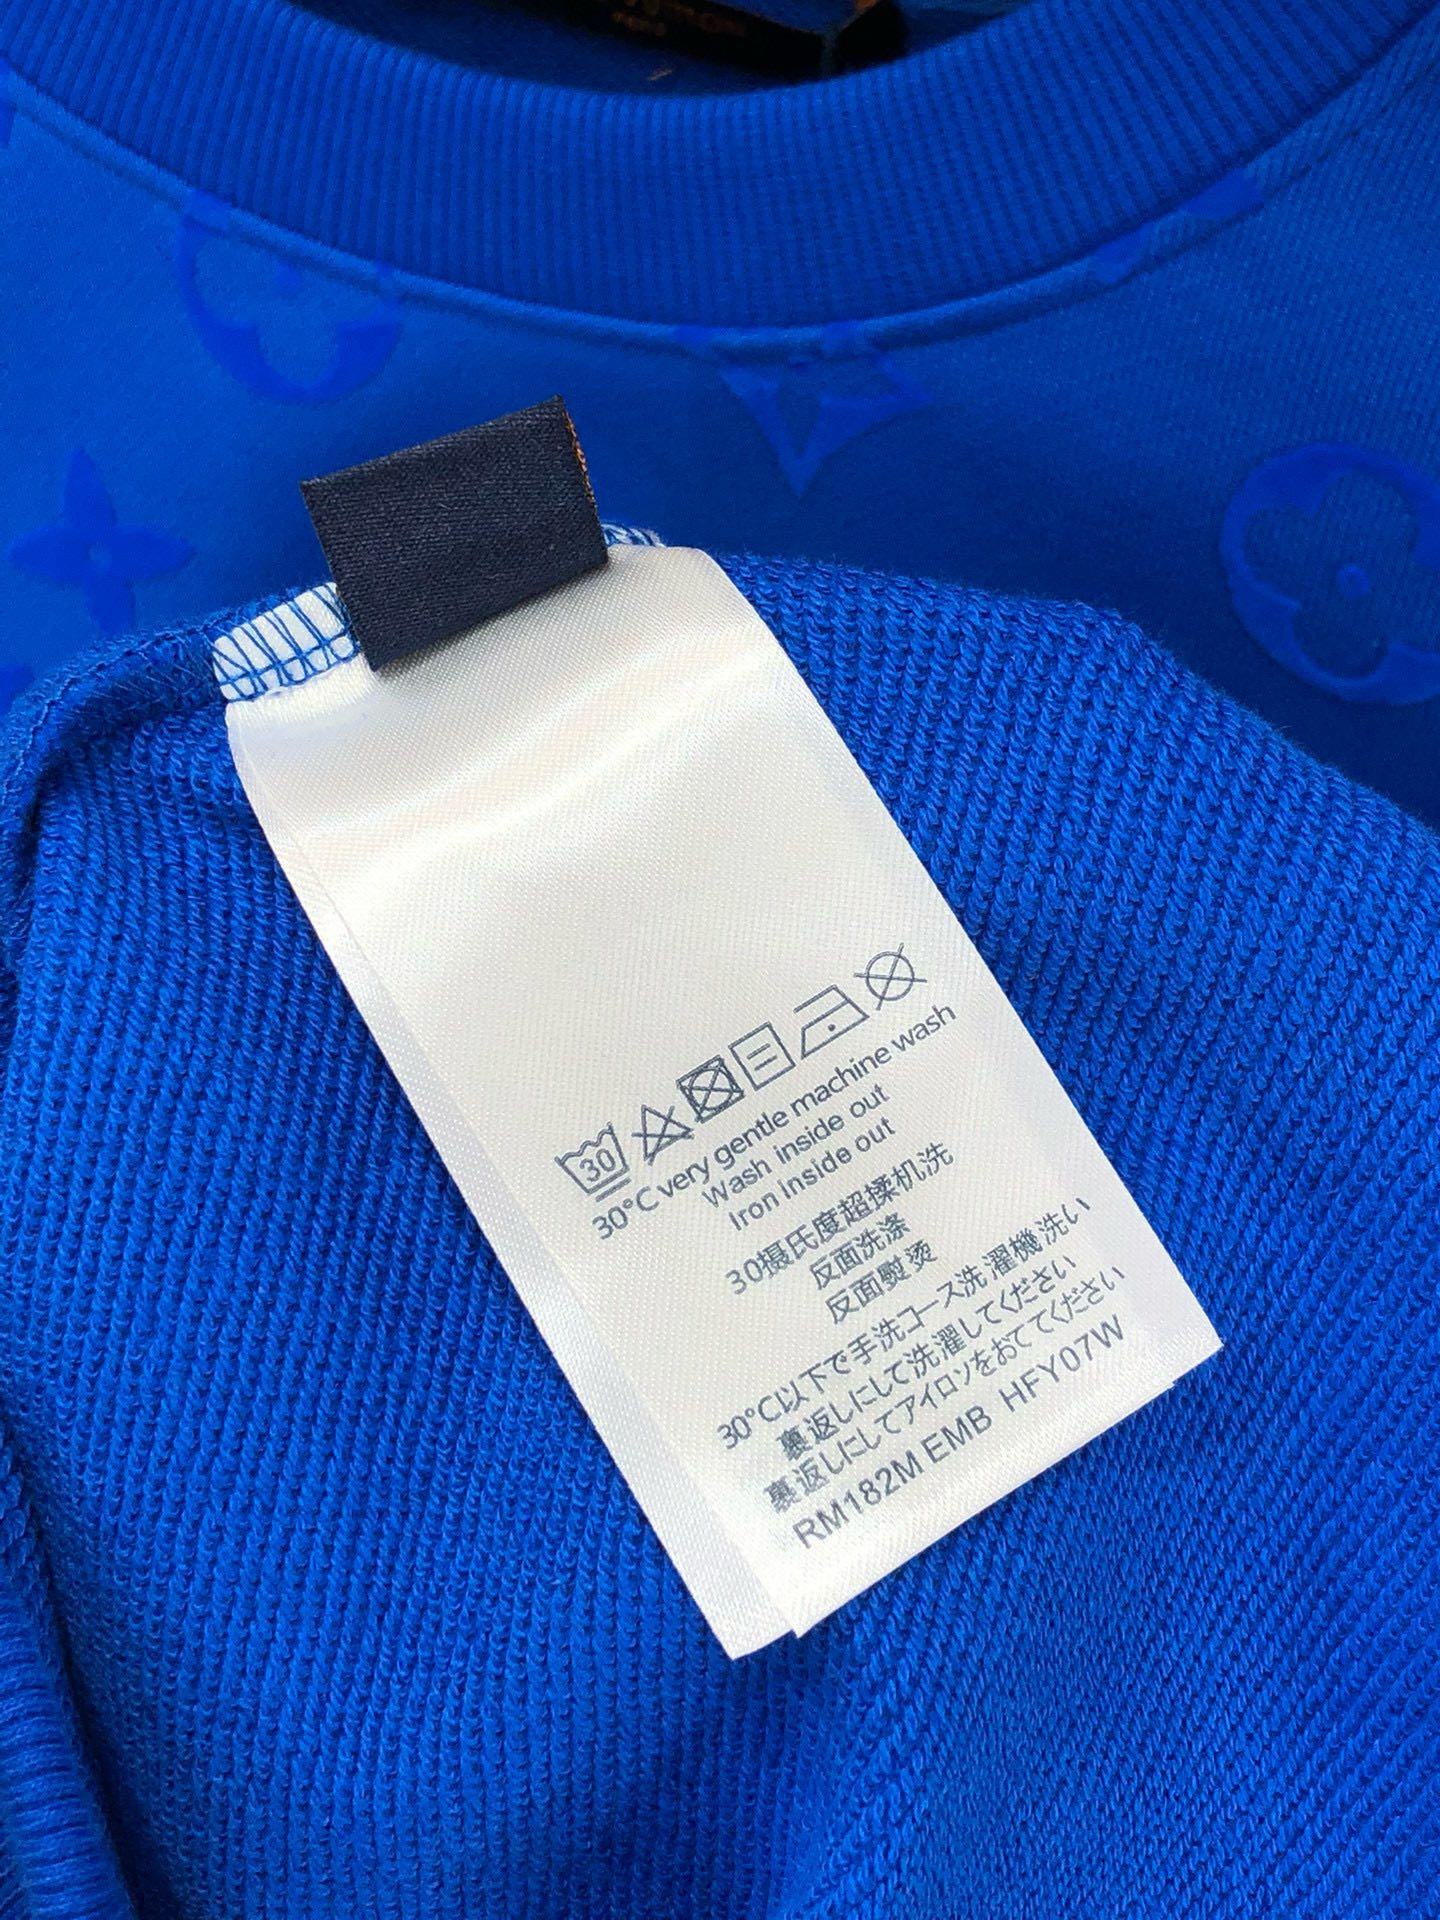 30
30°C very gentle machine wash
Wash inside out
Iron inside out
30摄氏度超揉机洗
反面洗涤
反面熨烫
30°C以下で手洗コース洗濯機洗い
裏返しにして洗濯してください
裏返しにしてアイロンをおててください
RM182M EMB HFY07W